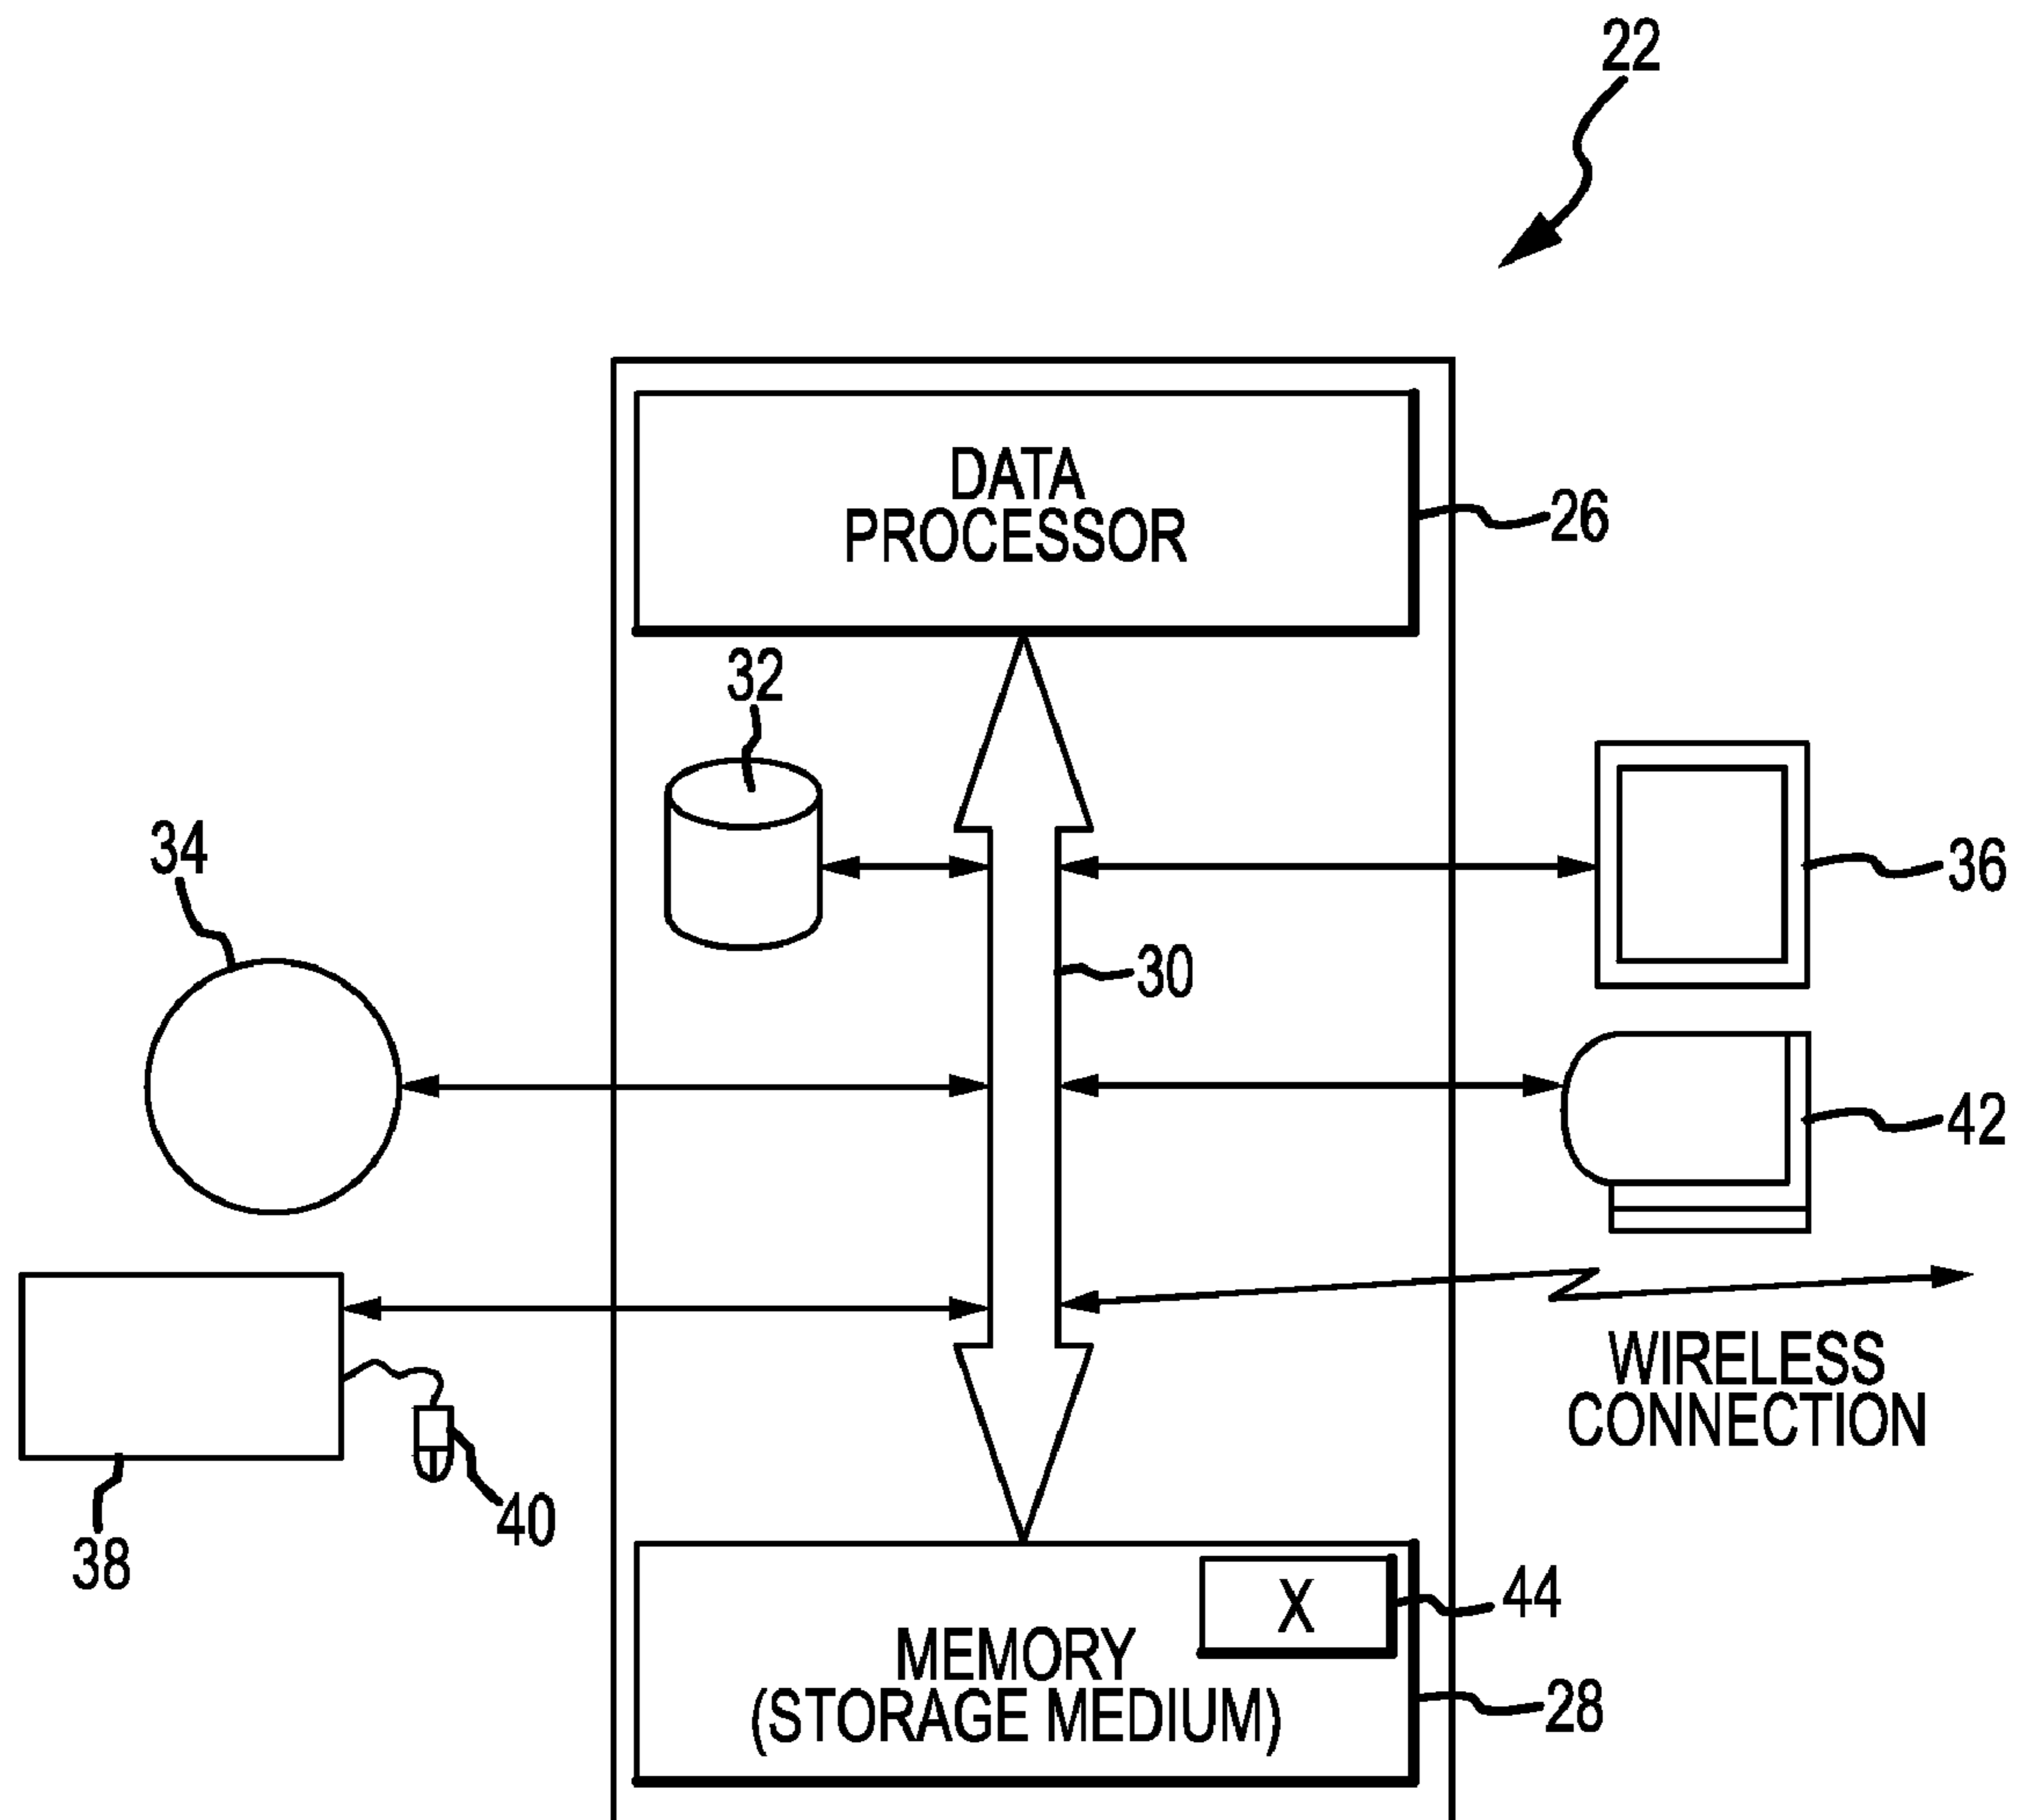 22
DATA
PROCESSOR
26
32
34
36
30
42
WIRELESS
CONNECTION
40
38
X
44
MEMORY
(STORAGE MEDIUM)
28